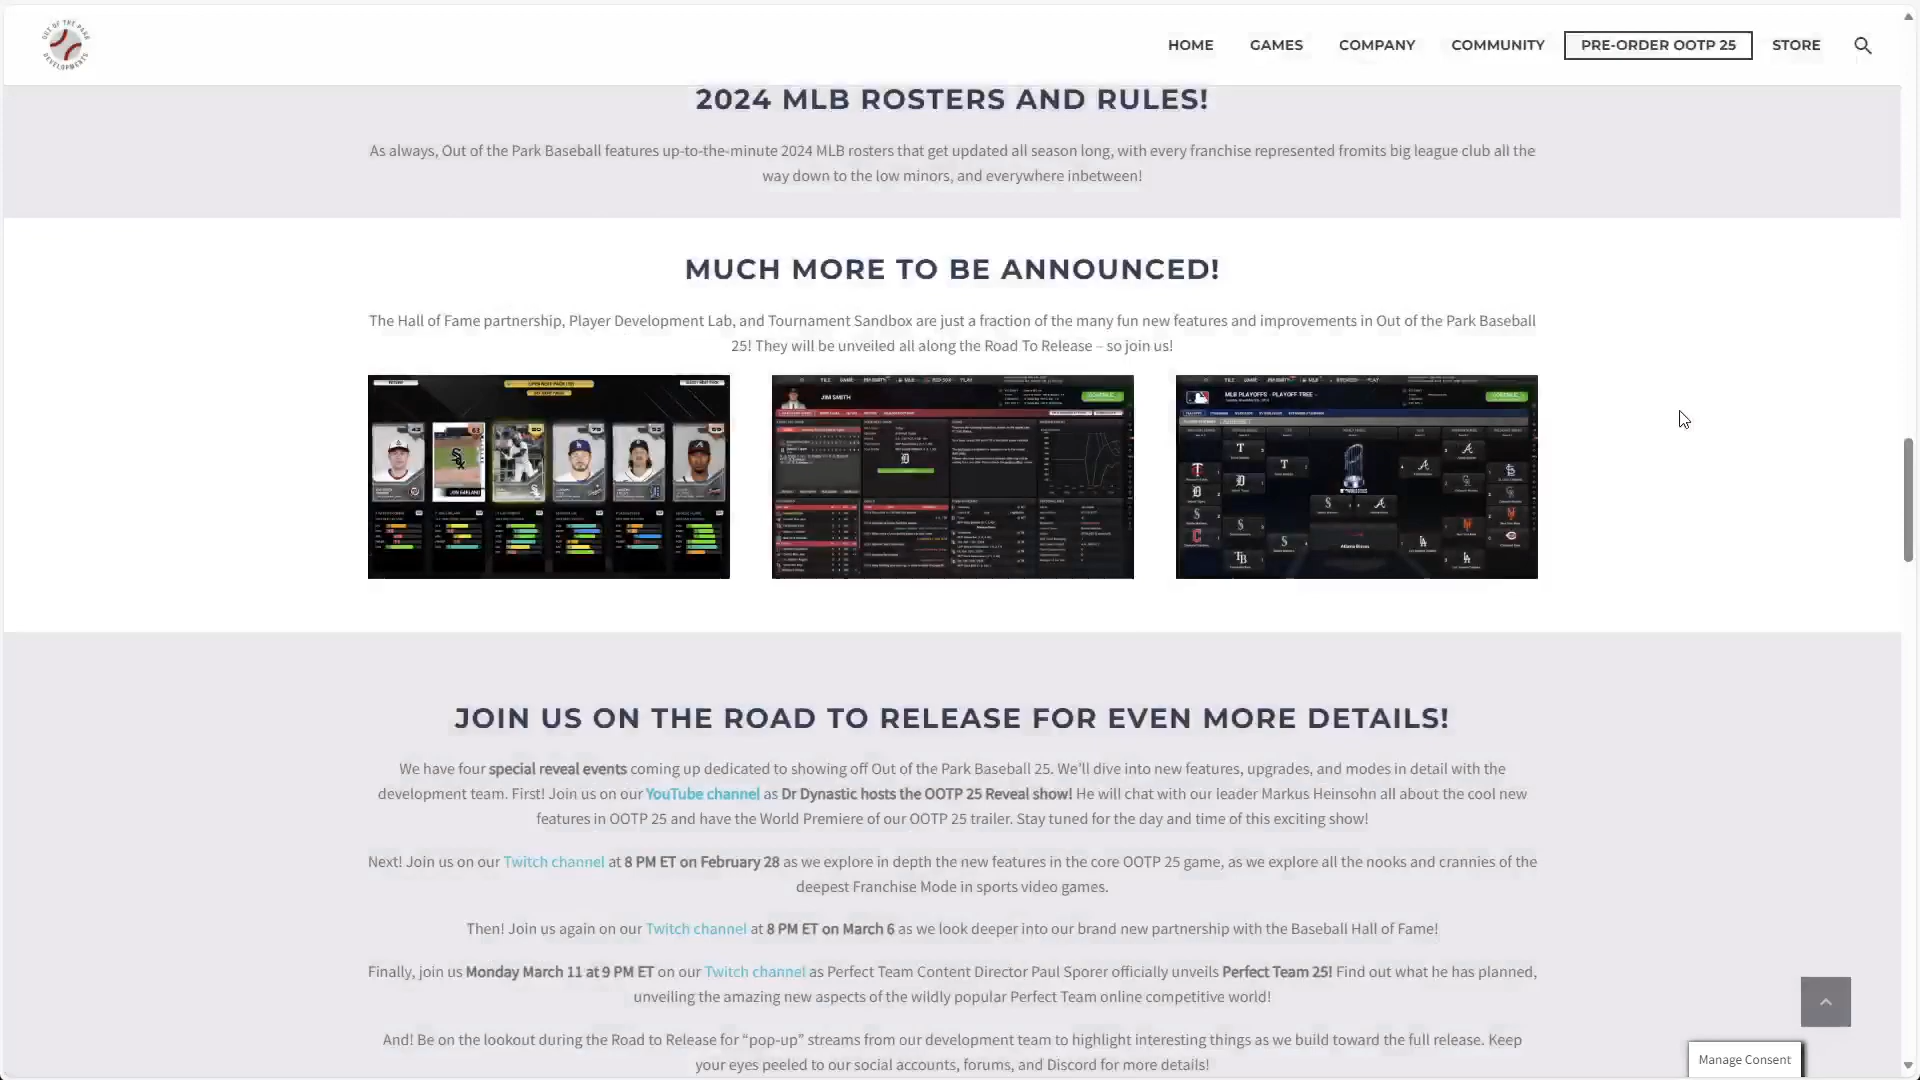 OUT OF THE PARK
DEVELOPMENTS
HOME GAMES COMPANY COMMUNITY PRE-ORDER OOTP 25 STORE
2024 MLB ROSTERS AND RULES!
As always, Out of the Park Baseball features up-to-the-minute 2024 MLB rosters that get updated all season long, with every franchise represented fromits big league club all the
way down to the low minors, and everywhere inbetween!
MUCH MORE TO BE ANNOUNCED!
The Hall of Fame partnership, Player Development Lab, and Tournament Sandbox are just a fraction of the many fun new features and improvements in Out of the Park Baseball
25! They will be unveiled all along the Road To Release – so join us!
JIM SMITH
MLB PLAYOFFS - PLAYOFF TREE
JOIN US ON THE ROAD TO RELEASE FOR EVEN MORE DETAILS!
We have four special reveal events coming up dedicated to showing off Out of the Park Baseball 25. We'll dive into new features, upgrades, and modes in detail with the
development team. First! Join us on our YouTube channel as Dr Dynastic hosts the OOTP 25 Reveal show! He will chat with our leader Markus Heinsohn all about the cool new
features in OOTP 25 and have the World Premiere of our OOTP 25 trailer. Stay tuned for the day and time of this exciting show!
Next! Join us on our Twitch channel at 8 PM ET on February 28 as we explore in depth the new features in the core OOTP 25 game, as we explore all the nooks and crannies of the
deepest Franchise Mode in sports video games.
Then! Join us again on our Twitch channel at 8 PM ET on March 6 as we look deeper into our brand new partnership with the Baseball Hall of Fame!
Finally, join us Monday March 11 at 9 PM ET on our Twitch channel as Perfect Team Content Director Paul Sporer officially unveils Perfect Team 25! Find out what he has planned,
unveiling the amazing new aspects of the wildly popular Perfect Team online competitive world!
And! Be on the lookout during the Road to Release for “pop-up” streams from our development team to highlight interesting things as we build toward the full release. Keep
your eyes peeled to our social accounts, forums, and Discord for more details!
Manage Consent